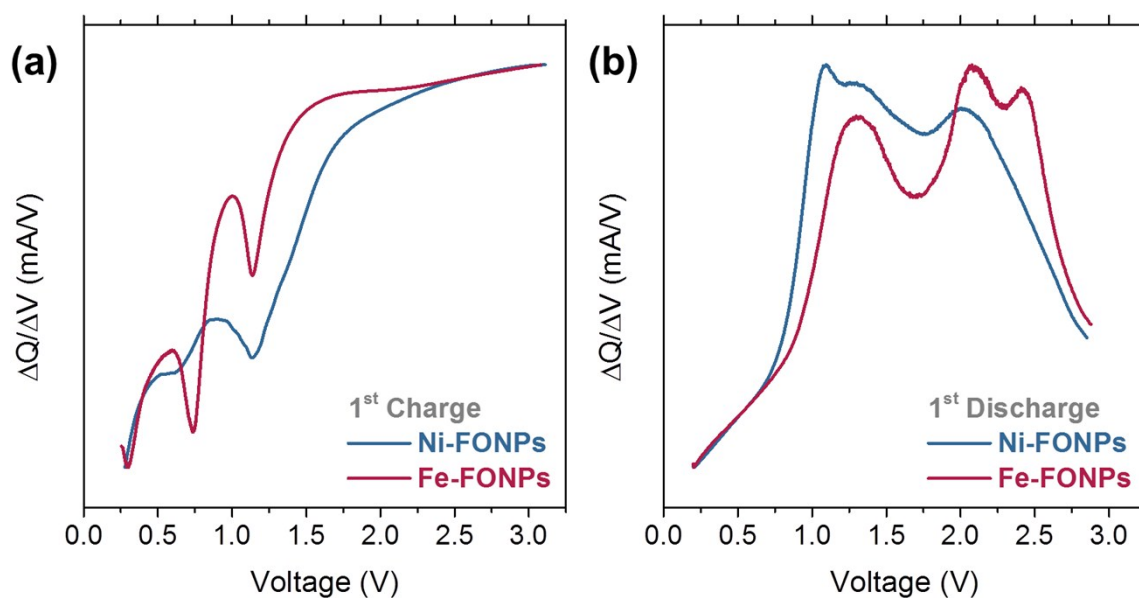 (a)
ΔQ/ΔV (mA/V)
1st Charge
Ni-FONPs
Fe-FONPs
0.0 0.5 1.0 1.5 2.0 2.5 3.0
Voltage (V)
(b)
ΔQ/ΔV (mA/V)
1st Discharge
Ni-FONPs
Fe-FONPs
0.0 0.5 1.0 1.5 2.0 2.5 3.0
Voltage (V)